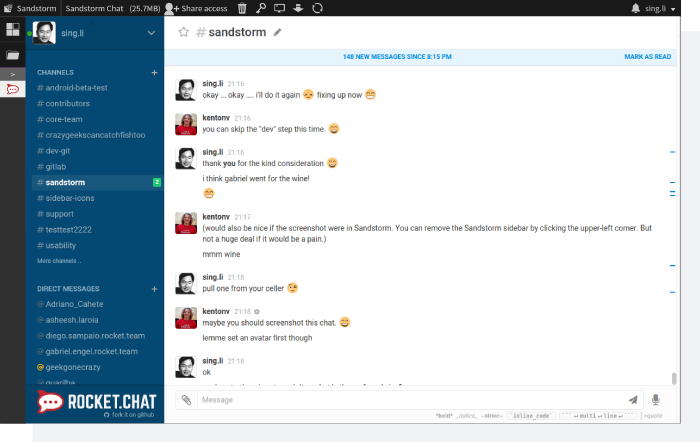 Sandstorm Sandstorm Chat (25.7MB) Share access sing.li
sing.li
# sandstorm
148 NEW MESSAGES SINCE 8:15 PM MARK AS READ
CHANNELS +
# android-beta-test
# contributors
# core-team
# crazygeekscancatchfishtoo
# dev-git
# gitlab
# sandstorm 2
# sidebar-icons
# support
# testtest2222
# usability
More channels ..
DIRECT MESSAGES +
@ Adriano_Cahete
@ asheesh.laroia
@ diego.sampaio.rocket.team
@ gabriel.engel.rocket.team
@ geekgonecrazy
ROCKET.CHAT
fork it on github
sing.li 21:16
okay ... okay .... i'll do it again 😥 fixing up now 😁
kentonv 21:16
you can skip the "dev" step this time. 😄
sing.li 21:16
thank you for the kind consideration 😄
i think gabriel went for the wine!
😁
kentonv 21:17
(would also be nice if the screenshot were in Sandstorm. You can remove the Sandstorm sidebar by clicking the upper-left corner. But
not a huge deal if it would be a pain.)
mmm wine
sing.li 21:18
pull one from your celler 😉
kentonv 21:18
maybe you should screenshot this chat. 😄
lemme set an avatar first though
sing.li 21:18
ok
Message
*bold* _italics_ ~strike~ `inline_code` ```↵multi↵line↵``` >quote